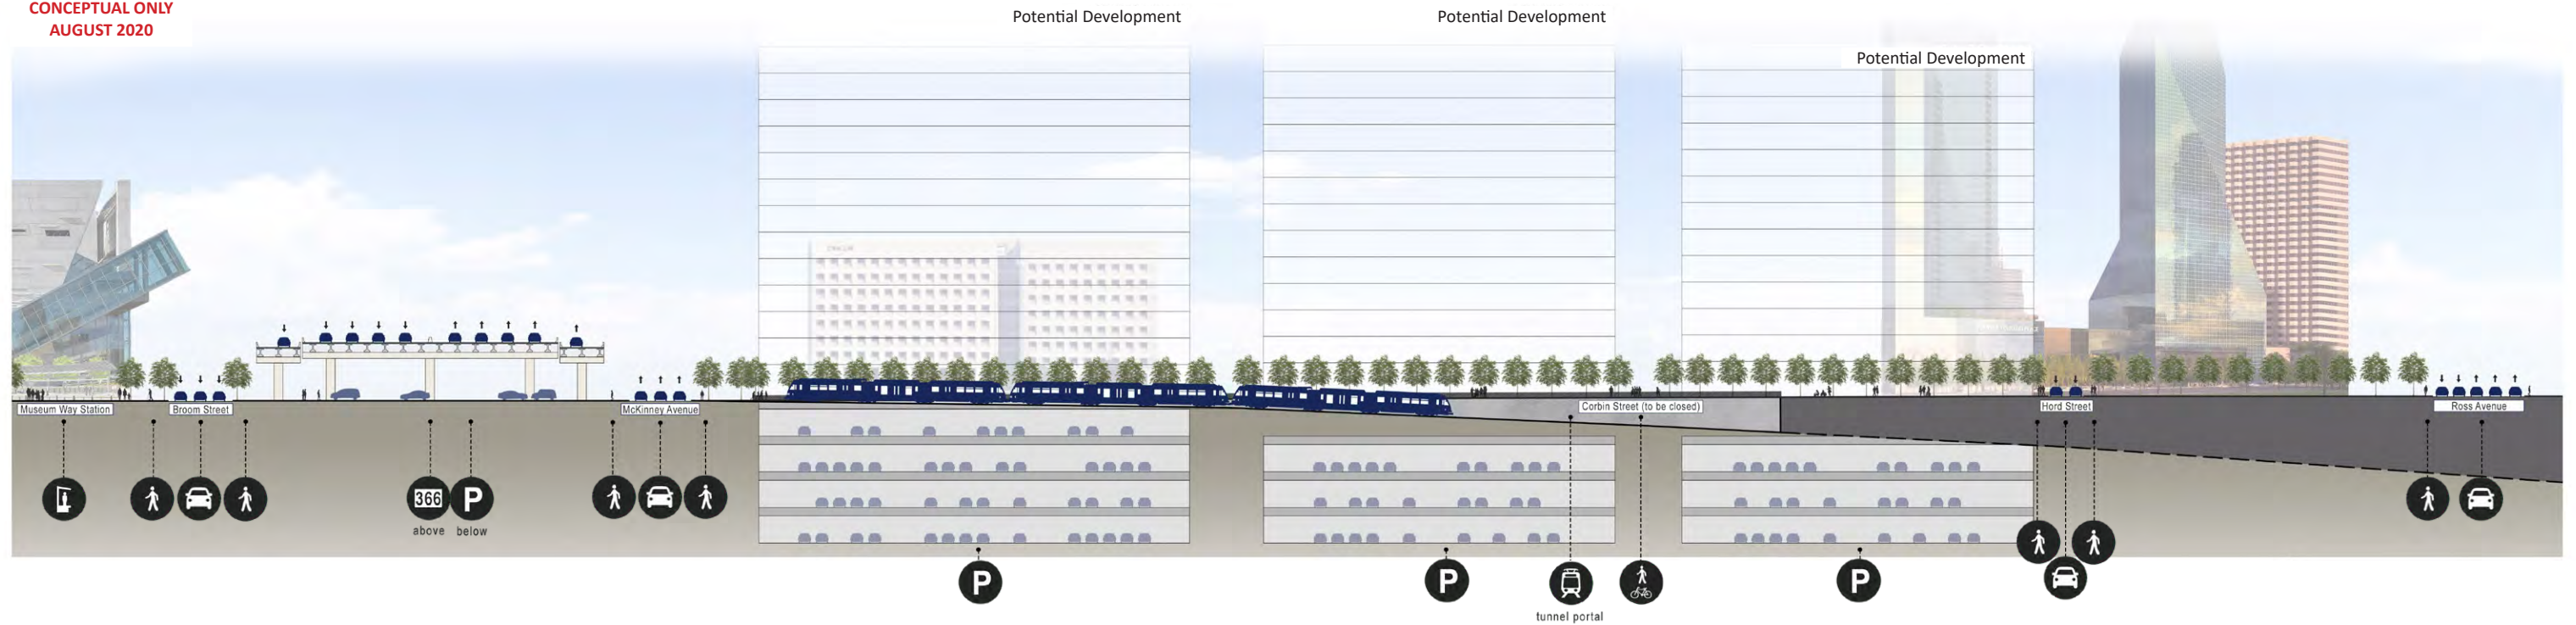 CONCEPTUAL ONLY
AUGUST 2020
Potential Development
Potential Development
Potential Development
Museum Way Station
Broom Street
McKinney Avenue
Corbin Street (to be closed)
Hord Street
Ross Avenue
366
P
above
below
P
P
P
tunnel portal